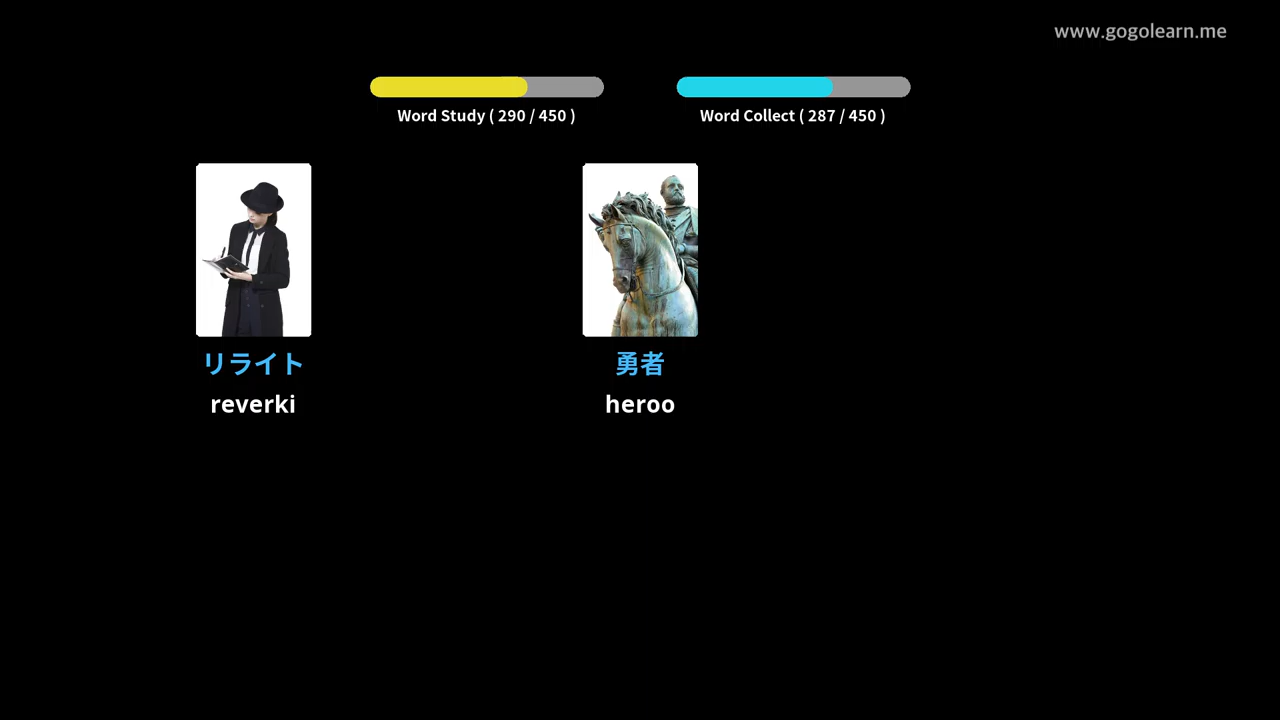 www.gogolearn.me
Word Study ( 290 / 450 )
Word Collect ( 287 / 450 )
リライト
勇者
reverki
heroo